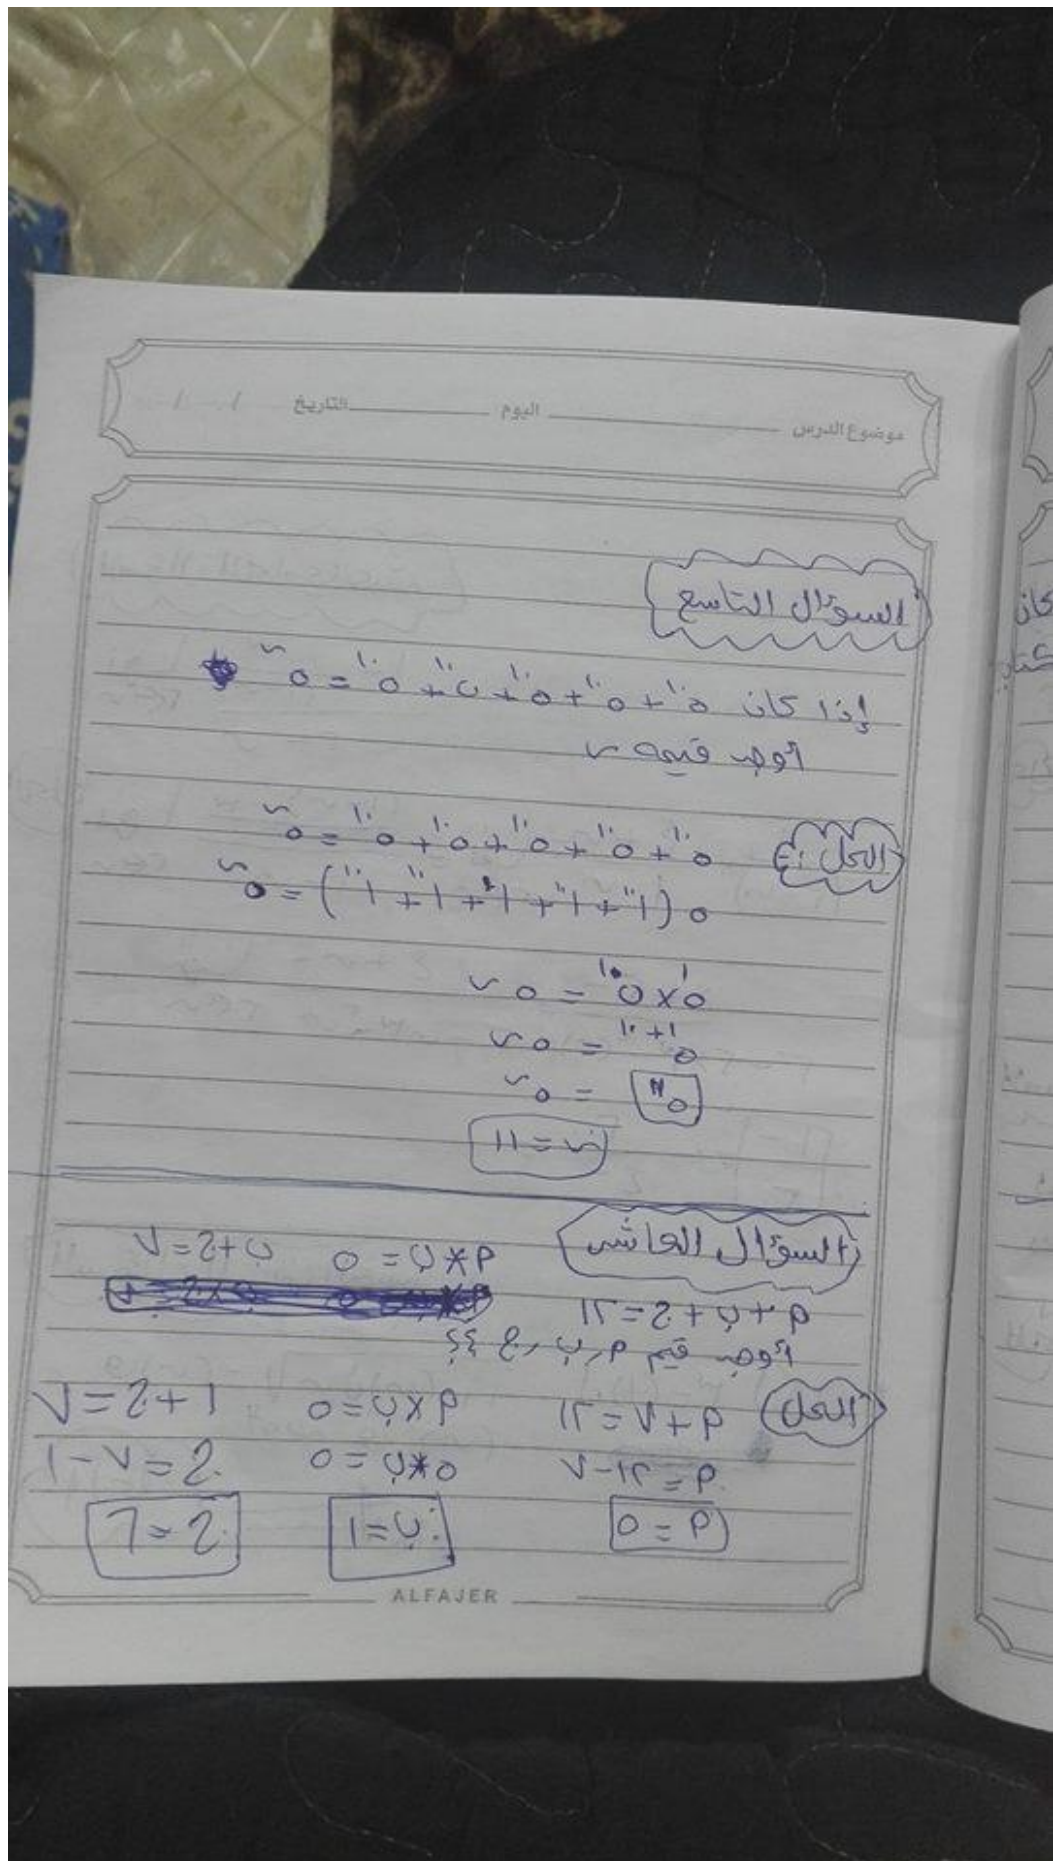 موضوع الدرس اليوم التاريخ
السؤال التاسع
إذا كان ٥^١٠ + ٥^١٠ + ٥^١٠ + ٥^١٠ + ٥^١٠ = ٥^س
أوجد قيمة س
الحل :- ٥^١٠ + ٥^١٠ + ٥^١٠ + ٥^١٠ + ٥^١٠ = ٥^س
٥ (١^١٠ + ١^١٠ + ١ + ١^١٠ + ١^١٠) = ٥^س
٥^١ × ٥^١٠ = ٥^س
٥^١+١٠ = ٥^س
٥^١١ = ٥^س
س = ١١
السؤال العاشر م * ب = ٥ ب + ج = ٧
م + ب + ج = ١٢
أوجد قيم م، ب، ج ؟؟
الحل م + ٧ = ١٢ م × ب = ٥ ١ + ج = ٧
م = ١٢ - ٧ ٥ * ب = ٥ ج = ٧ - ١
م = ٥ ب = ١ ج = ٦
ALFAJER